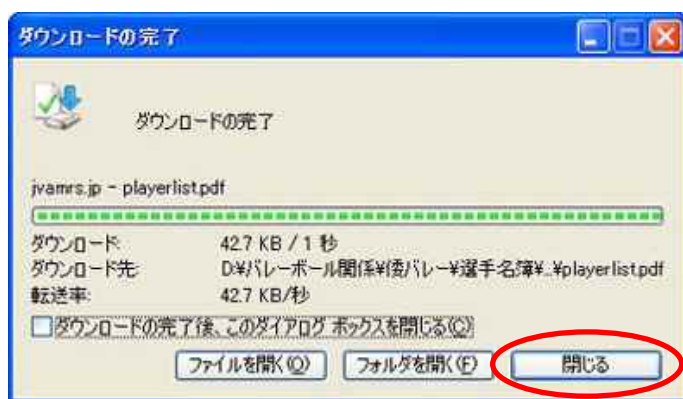 ダウンロードの完了
ダウンロードの完了
jvamrs.jp - playerlist.pdf
ダウンロード: 42.7 KB / 1 秒
ダウンロード先: D:¥バレーボール関係¥倭バレー¥選手名簿¥...¥playerlist.pdf
転送率: 42.7 KB/秒
ダウンロードの完了後、このダイアログ ボックスを閉じる(C)
ファイルを開く(O) フォルダを開く(F) 閉じる